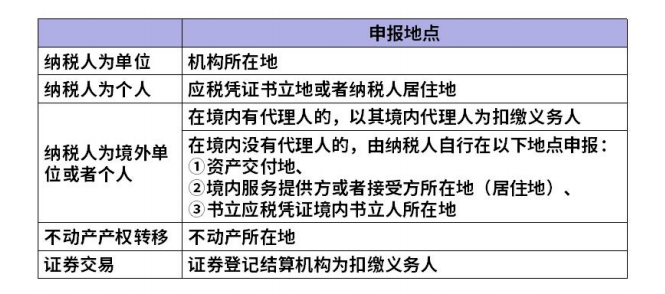 申报地点
纳税人为单位 机构所在地
纳税人为个人 应税凭证书立地或者纳税人居住地
纳税人为境外单位或者个人 在境内有代理人的，以其境内代理人为扣缴义务人
在境内没有代理人的，由纳税人自行在以下地点申报：
①资产交付地、
②境内服务提供方或者接受方所在地（居住地）、
③书立应税凭证境内书立人所在地
不动产产权转移 不动产所在地
证券交易 证券登记结算机构为扣缴义务人